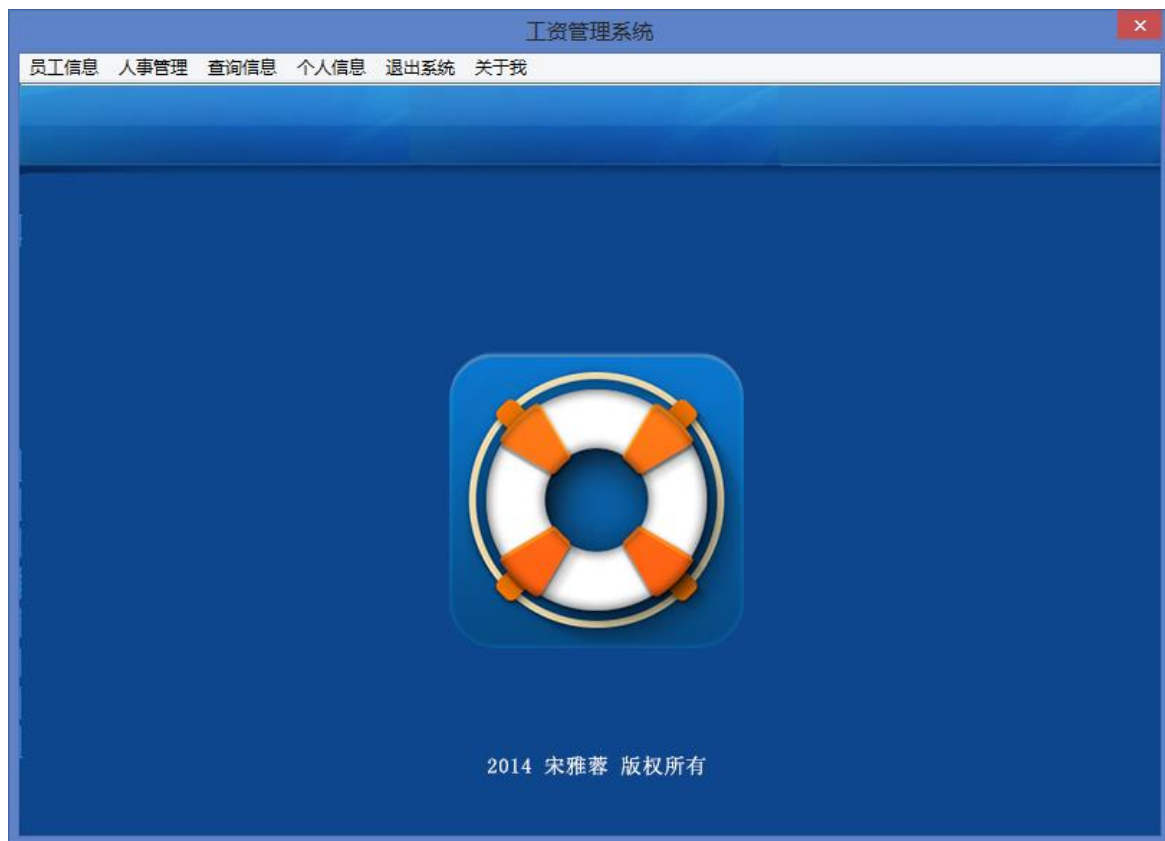 工资管理系统
员工信息 人事管理 查询信息 个人信息 退出系统 关于我
2014 宋雅蓉 版权所有